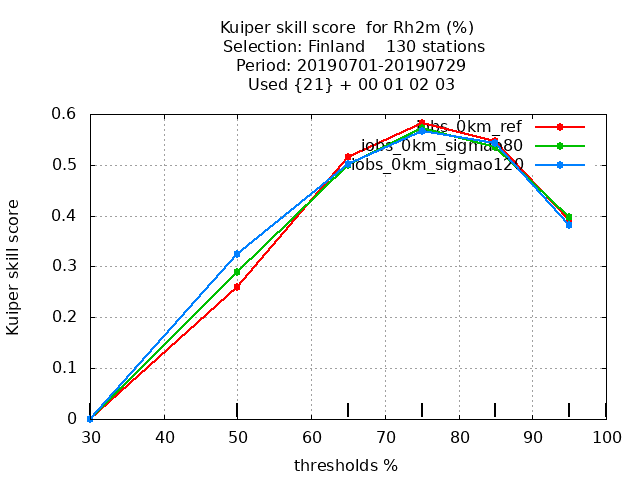 Kuiper skill score  for Rh2m (%)
Selection: Finland    130 stations
Period: 20190701-20190729
Used {21} + 00 01 02 03
iobs_0km_ref
iobs_0km_sigmao80
iobs_0km_sigmao120
Kuiper skill score
0.6
0.5
0.4
0.3
0.2
0.1
0
30 40 50 60 70 80 90 100
thresholds %